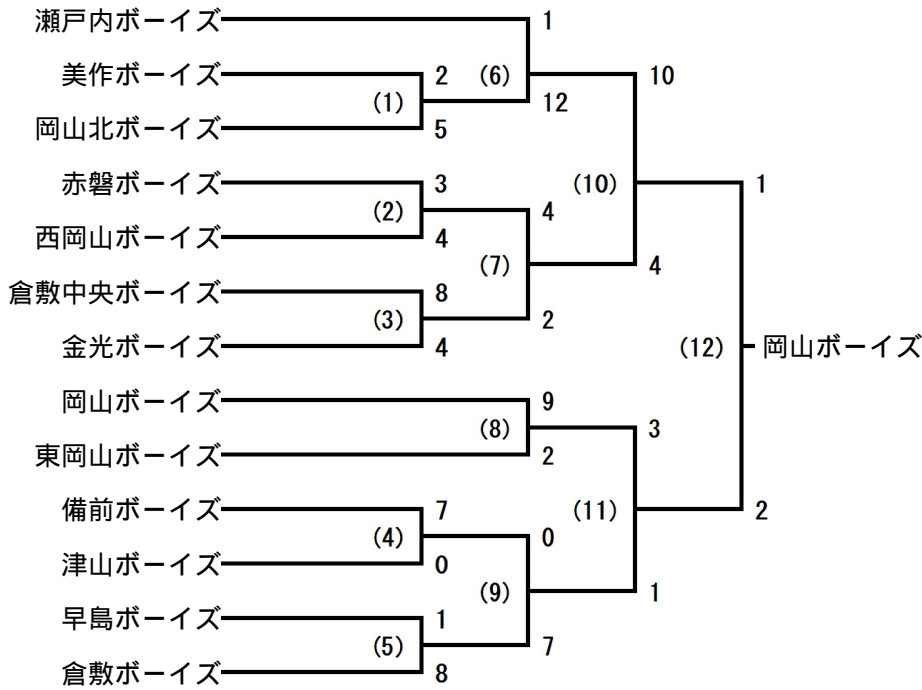 瀬戸内ボーイズ 1
美作ボーイズ 2 (6) 10
(1) 12
岡山北ボーイズ 5
赤磐ボーイズ 3 (10) 1
(2) 4
西岡山ボーイズ 4
(7) 4
倉敷中央ボーイズ 8
(3) 2
金光ボーイズ 4 (12) 岡山ボーイズ
岡山ボーイズ 9
(8) 3
東岡山ボーイズ 2
備前ボーイズ 7 (11) 2
(4) 0
津山ボーイズ 0
(9) 1
早島ボーイズ 1
(5) 7
倉敷ボーイズ 8